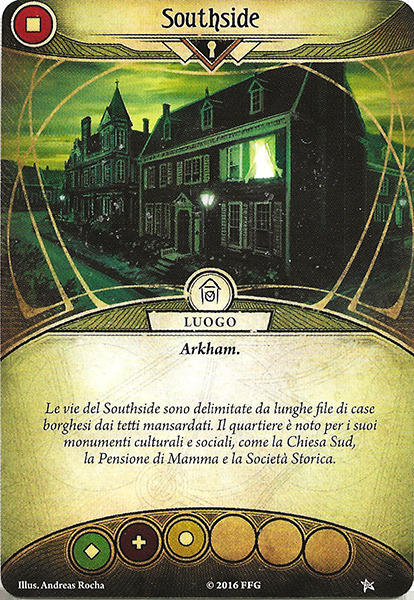 Southside
LUOGO
Arkham.
Le vie del Southside sono delimitate da lunghe file di case
borghesi dai tetti mansardati. Il quartiere è noto per i suoi
monumenti culturali e sociali, come la Chiesa Sud,
la Pensione di Mamma e la Società Storica.
Illus. Andreas Rocha
© 2016 FFG